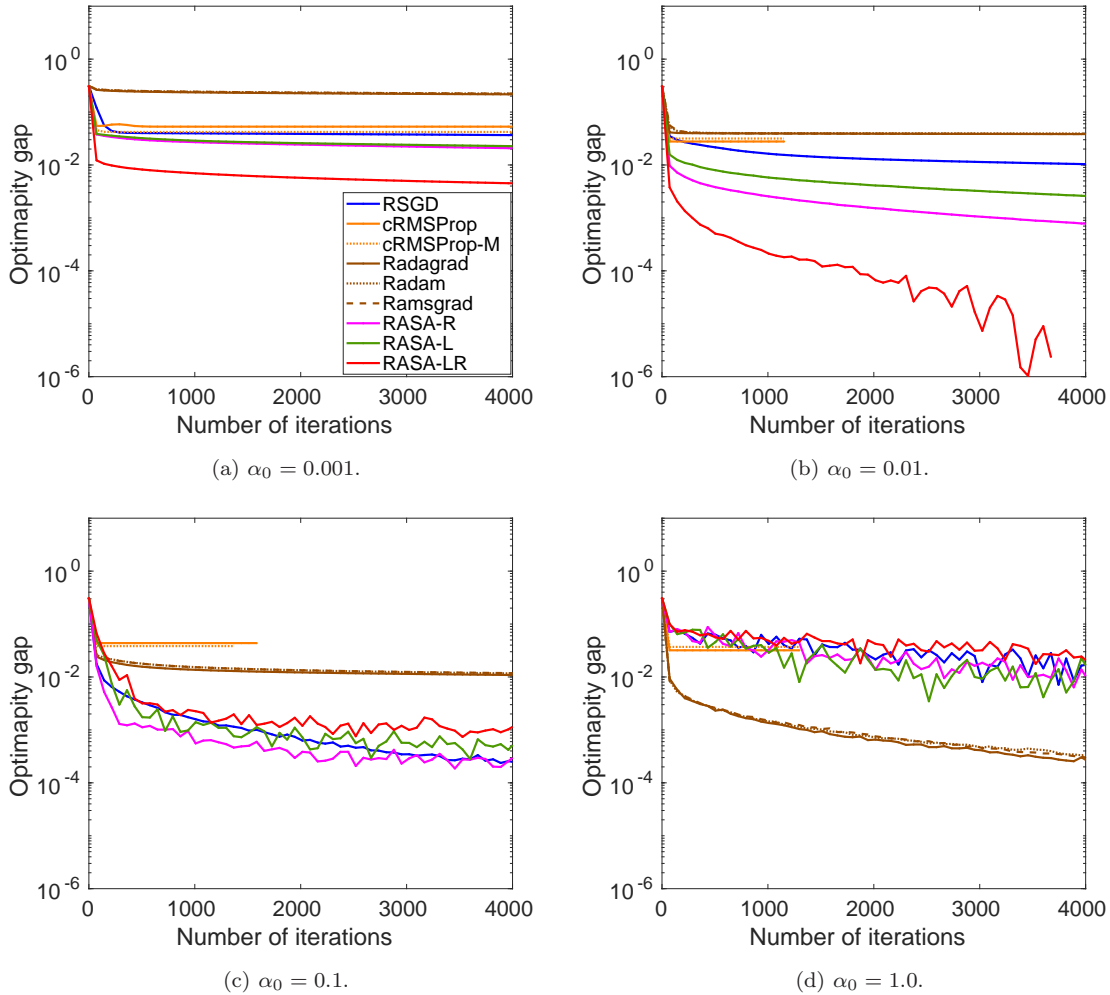 10^0
10^-2
10^-4
10^-6
Optimapity gap
0 1000 2000 3000 4000
Number of iterations
RSGD
cRMSProp
cRMSProp-M
Radagrad
Radam
Ramsgrad
RASA-R
RASA-L
RASA-LR
(a) α0 = 0.001.
10^0
10^-2
10^-4
10^-6
Optimapity gap
0 1000 2000 3000 4000
Number of iterations
(b) α0 = 0.01.
10^0
10^-2
10^-4
10^-6
Optimapity gap
0 1000 2000 3000 4000
Number of iterations
(c) α0 = 0.1.
10^0
10^-2
10^-4
10^-6
Optimapity gap
0 1000 2000 3000 4000
Number of iterations
(d) α0 = 1.0.